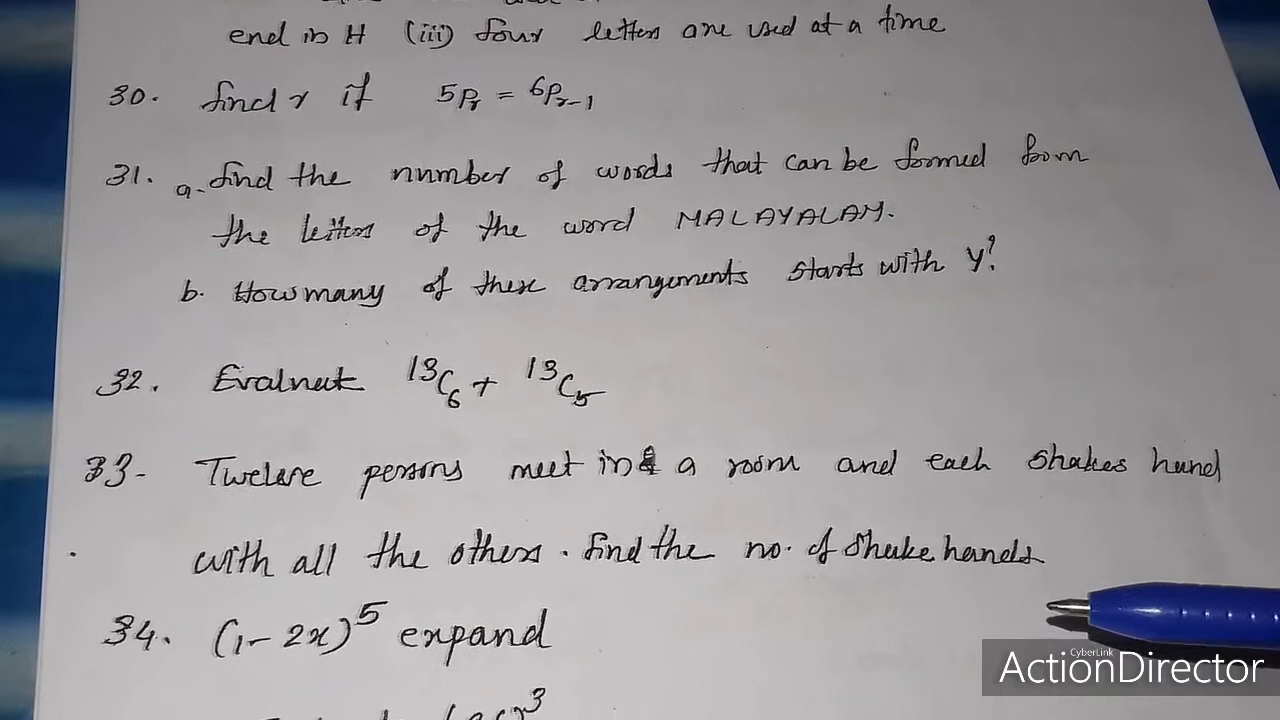 end in H (iii) four letters are used at a time
30. find r if 5Pr = 6Pr-1
31. a. find the number of words that can be formed from
the letters of the word MALAYALAM.
b. How many of these arrangements starts with Y?
32. Evaluate ¹³C₆ + ¹³C₅
33- Twelve persons meet in a room and each shakes hand
with all the others. find the no. of shake hands
34. (1-2x)⁵ expand
CyberLink
ActionDirector